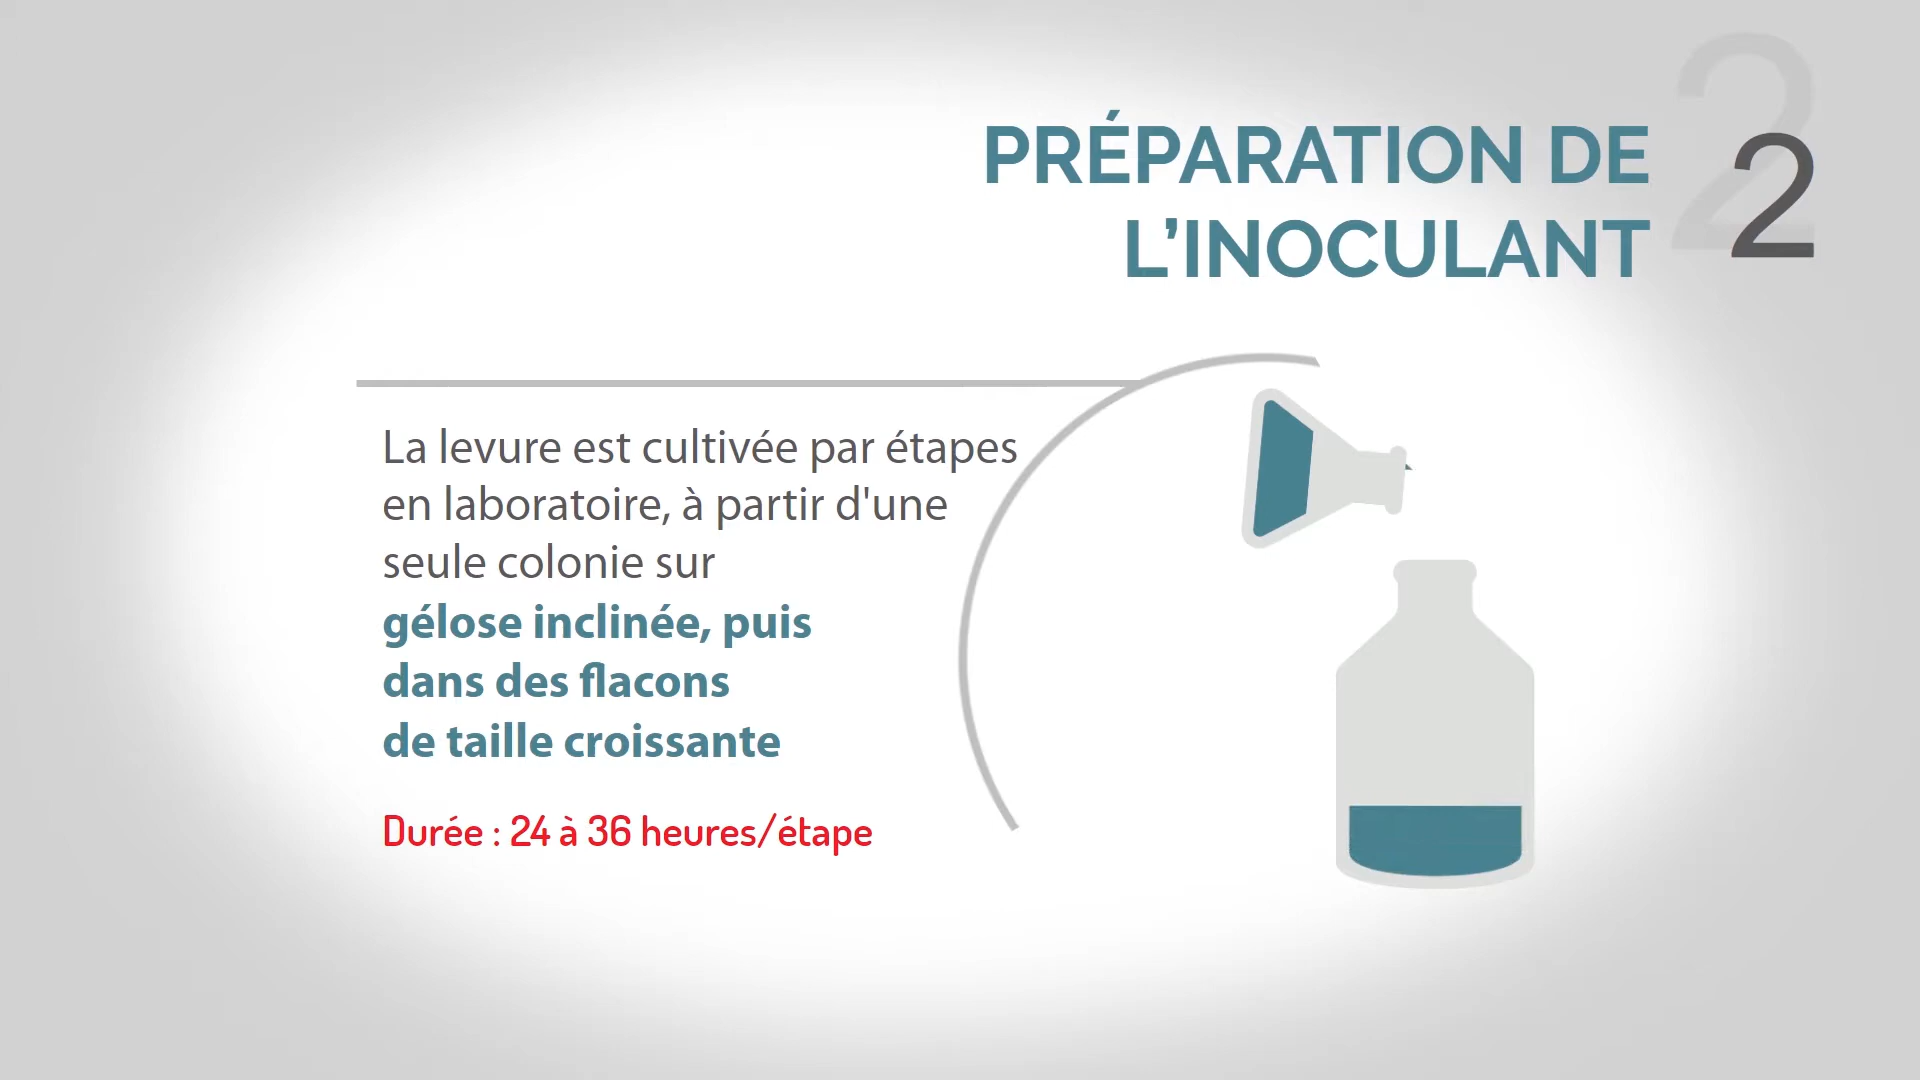 PRÉPARATION DE
L’INOCULANT
2
2
La levure est cultivée par étapes
en laboratoire, à partir d'une
seule colonie sur
gélose inclinée, puis
dans des flacons
de taille croissante
Durée : 24 à 36 heures/étape